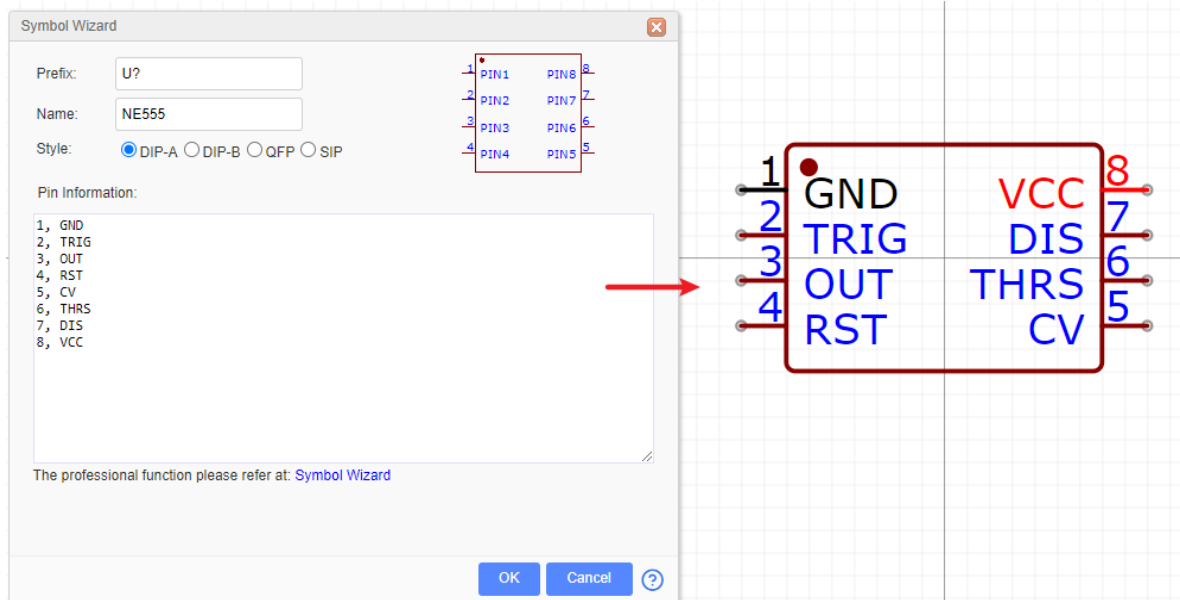 Symbol Wizard
Prefix:
U?
Name:
NE555
Style:
DIP-A DIP-B QFP SIP
1 PIN1 PIN8 8
2 PIN2 PIN7 7
3 PIN3 PIN6 6
4 PIN4 PIN5 5
Pin Information:
1, GND
2, TRIG
3, OUT
4, RST
5, CV
6, THRS
7, DIS
8, VCC
The professional function please refer at: Symbol Wizard
OK Cancel ?
1 GND VCC 8
2 TRIG DIS 7
3 OUT THRS 6
4 RST CV 5